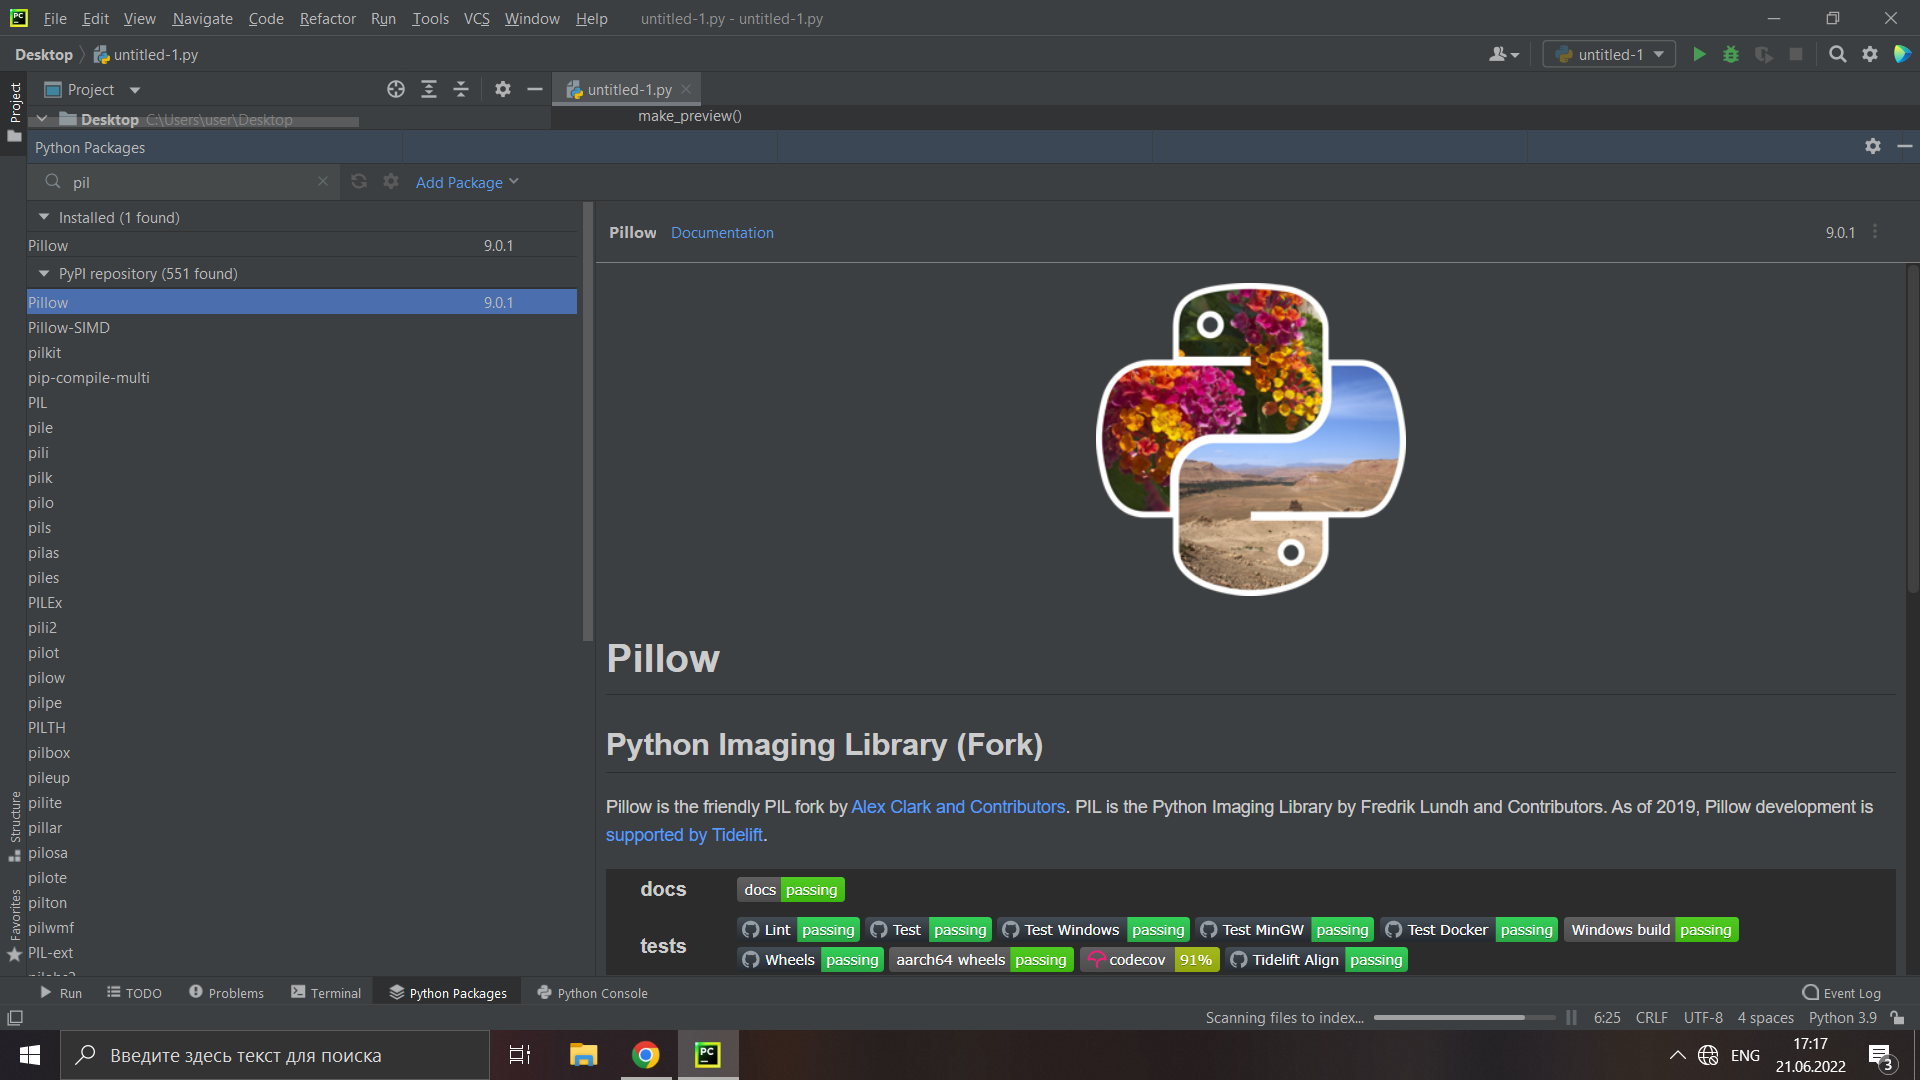 PC File Edit View Navigate Code Refactor Run Tools VCS Window Help untitled-1.py - untitled-1.py
Desktop untitled-1.py untitled-1
Project Project untitled-1.py
Desktop C:\Users\user\Desktop make_preview()
Python Packages
pil Add Package
Installed (1 found)
Pillow 9.0.1
PyPI repository (551 found)
Pillow 9.0.1
Pillow-SIMD
pilkit
pip-compile-multi
PIL
pile
pili
pilk
pilo
pils
pilas
piles
PILEx
pili2
pilot
pilow
pilpe
PILTH
pilbox
pileup
pilite
pillar
pilosa
pilote
pilton
pilwmf
PIL-ext
Structure
Favorites
Pillow Documentation 9.0.1
Pillow
Python Imaging Library (Fork)
Pillow is the friendly PIL fork by Alex Clark and Contributors. PIL is the Python Imaging Library by Fredrik Lundh and Contributors. As of 2019, Pillow development is
supported by Tidelift.
docs docs passing
tests Lint passing Test passing Test Windows passing Test MinGW passing Test Docker passing Windows build passing
Wheels passing aarch64 wheels passing codecov 91% Tidelift Align passing
Run TODO Problems Terminal Python Packages Python Console Event Log
Scanning files to index... 6:25 CRLF UTF-8 4 spaces Python 3.9
Введите здесь текст для поиска PC ENG 17:17
21.06.2022 3